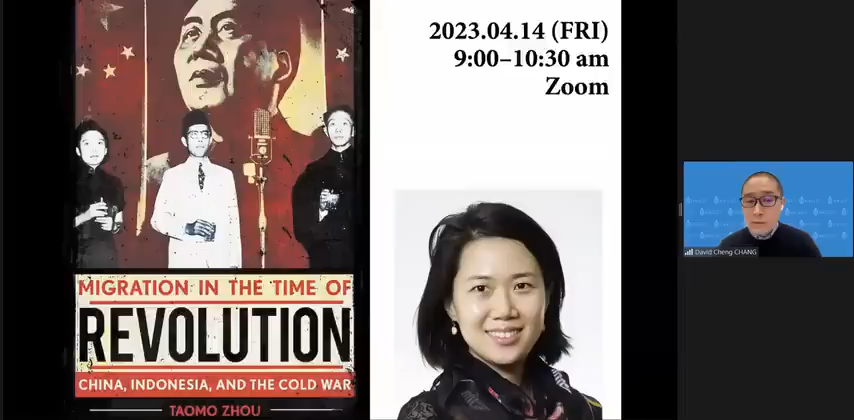 2023.04.14 (FRI)
9:00–10:30 am
Zoom
MIGRATION IN THE TIME OF
REVOLUTION
CHINA, INDONESIA, AND THE COLD WAR
TAOMO ZHOU
David Cheng CHANG